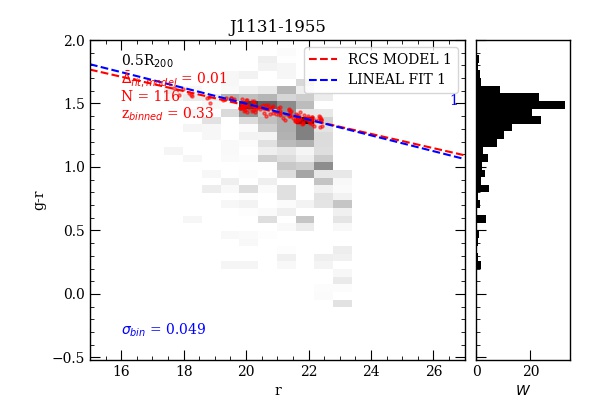 J1131-1955
2.0
1.5
1.0
0.5
0.0
−0.5
g-r
0.5R200
Δ̄fit,model = 0.01
N = 116
zbinned = 0.33
RCS MODEL 1
LINEAL FIT 1
1
σbin = 0.049
16 18 20 22 24 26
r
0 20
W